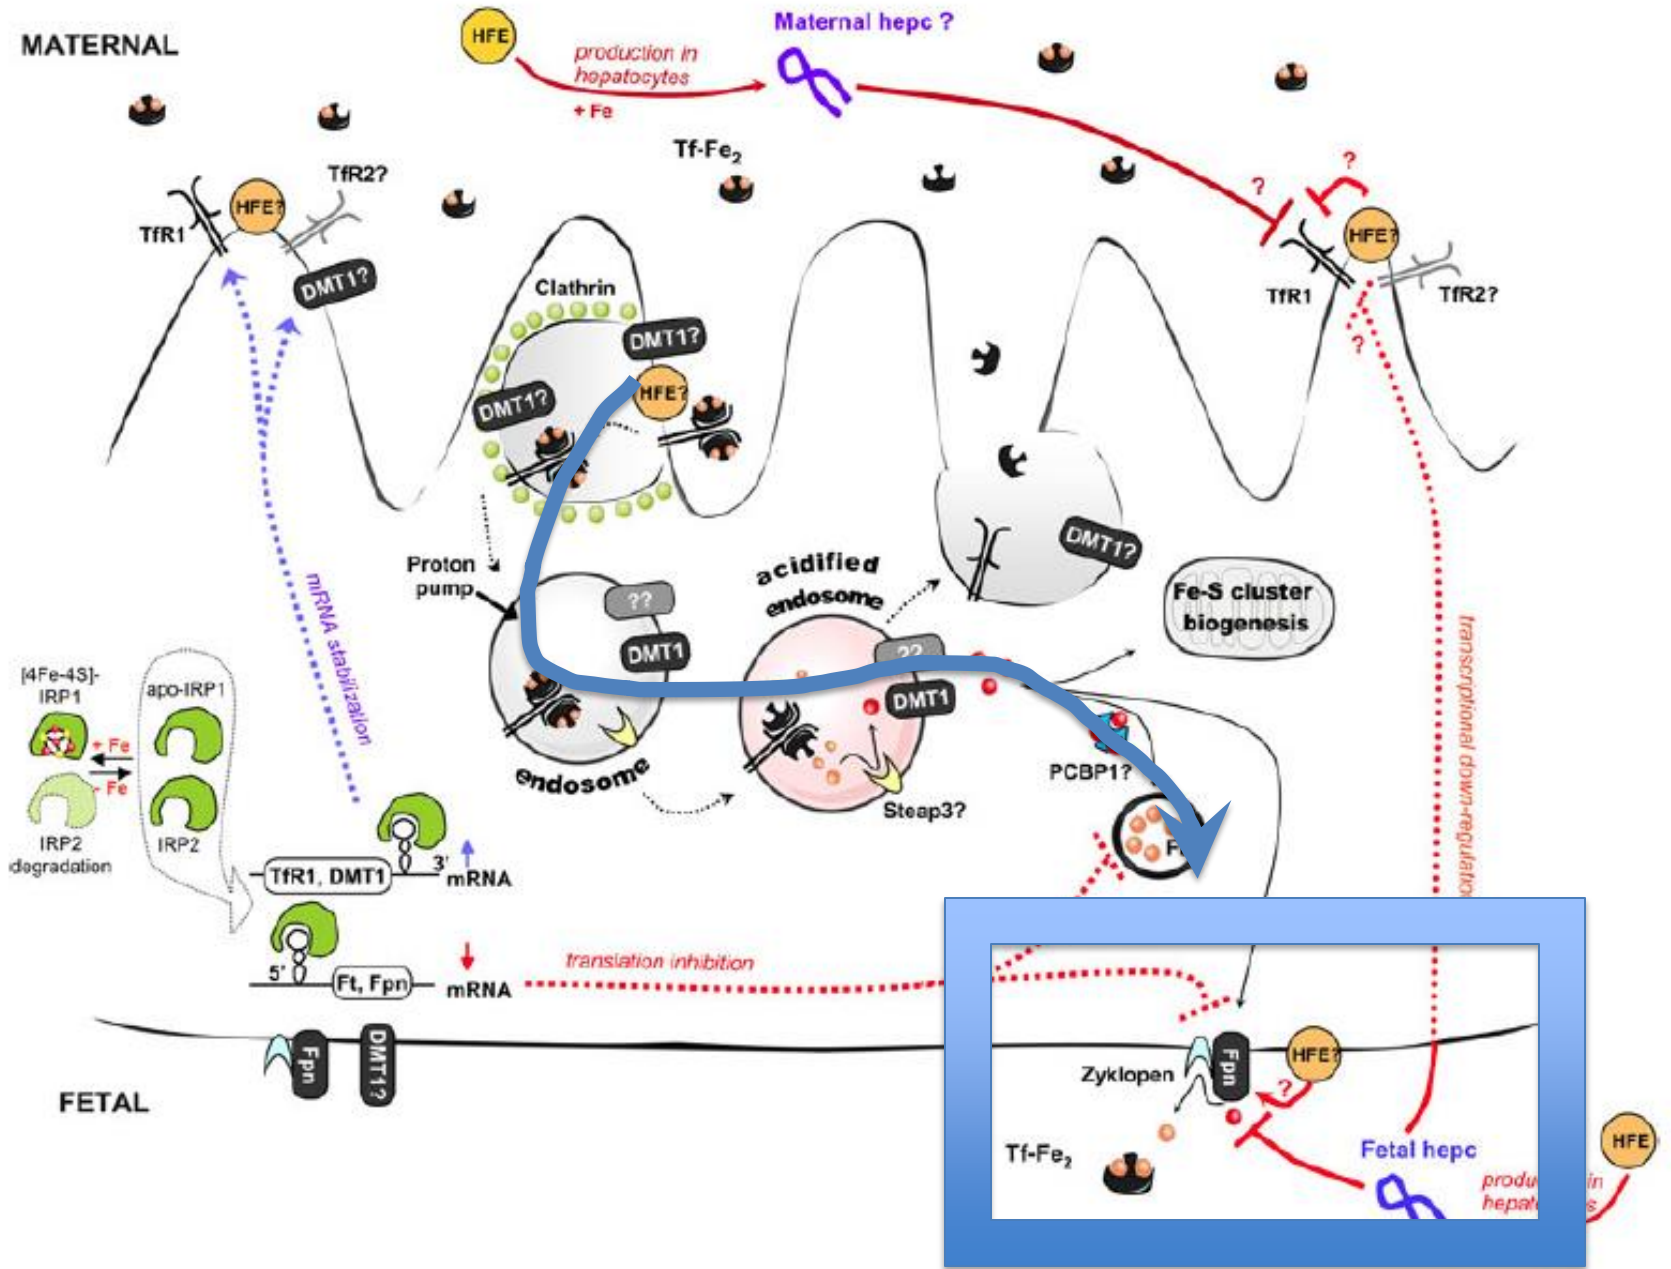 MATERNAL
HFE
production in
hepatocytes
+ Fe
Maternal hepc ?
Tf-Fe2
TfR2?
HFE?
TfR1
DMT1?
?
?
HFE?
TfR1
TfR2?
?
Clathrin
DMT1?
HFE?
DMT1?
Proton
pump
??
DMT1
endosome
acidified
endosome
??
DMT1
Steap3?
DMT1?
Fe-S cluster
biogenesis
PCBP1?
mRNA stabilization
[4Fe-4S]-
IRP1
apo-IRP1
+ Fe
- Fe
IRP2
degradation
IRP2
TfR1, DMT1
3'
mRNA
5'
Ft, Fpn
mRNA
translation inhibition
transcriptional down-regulatio
FETAL
Fpn
DMT1?
Zyklopen
Fpn
HFE?
?
Tf-Fe2
Fetal hepc
HFE
in